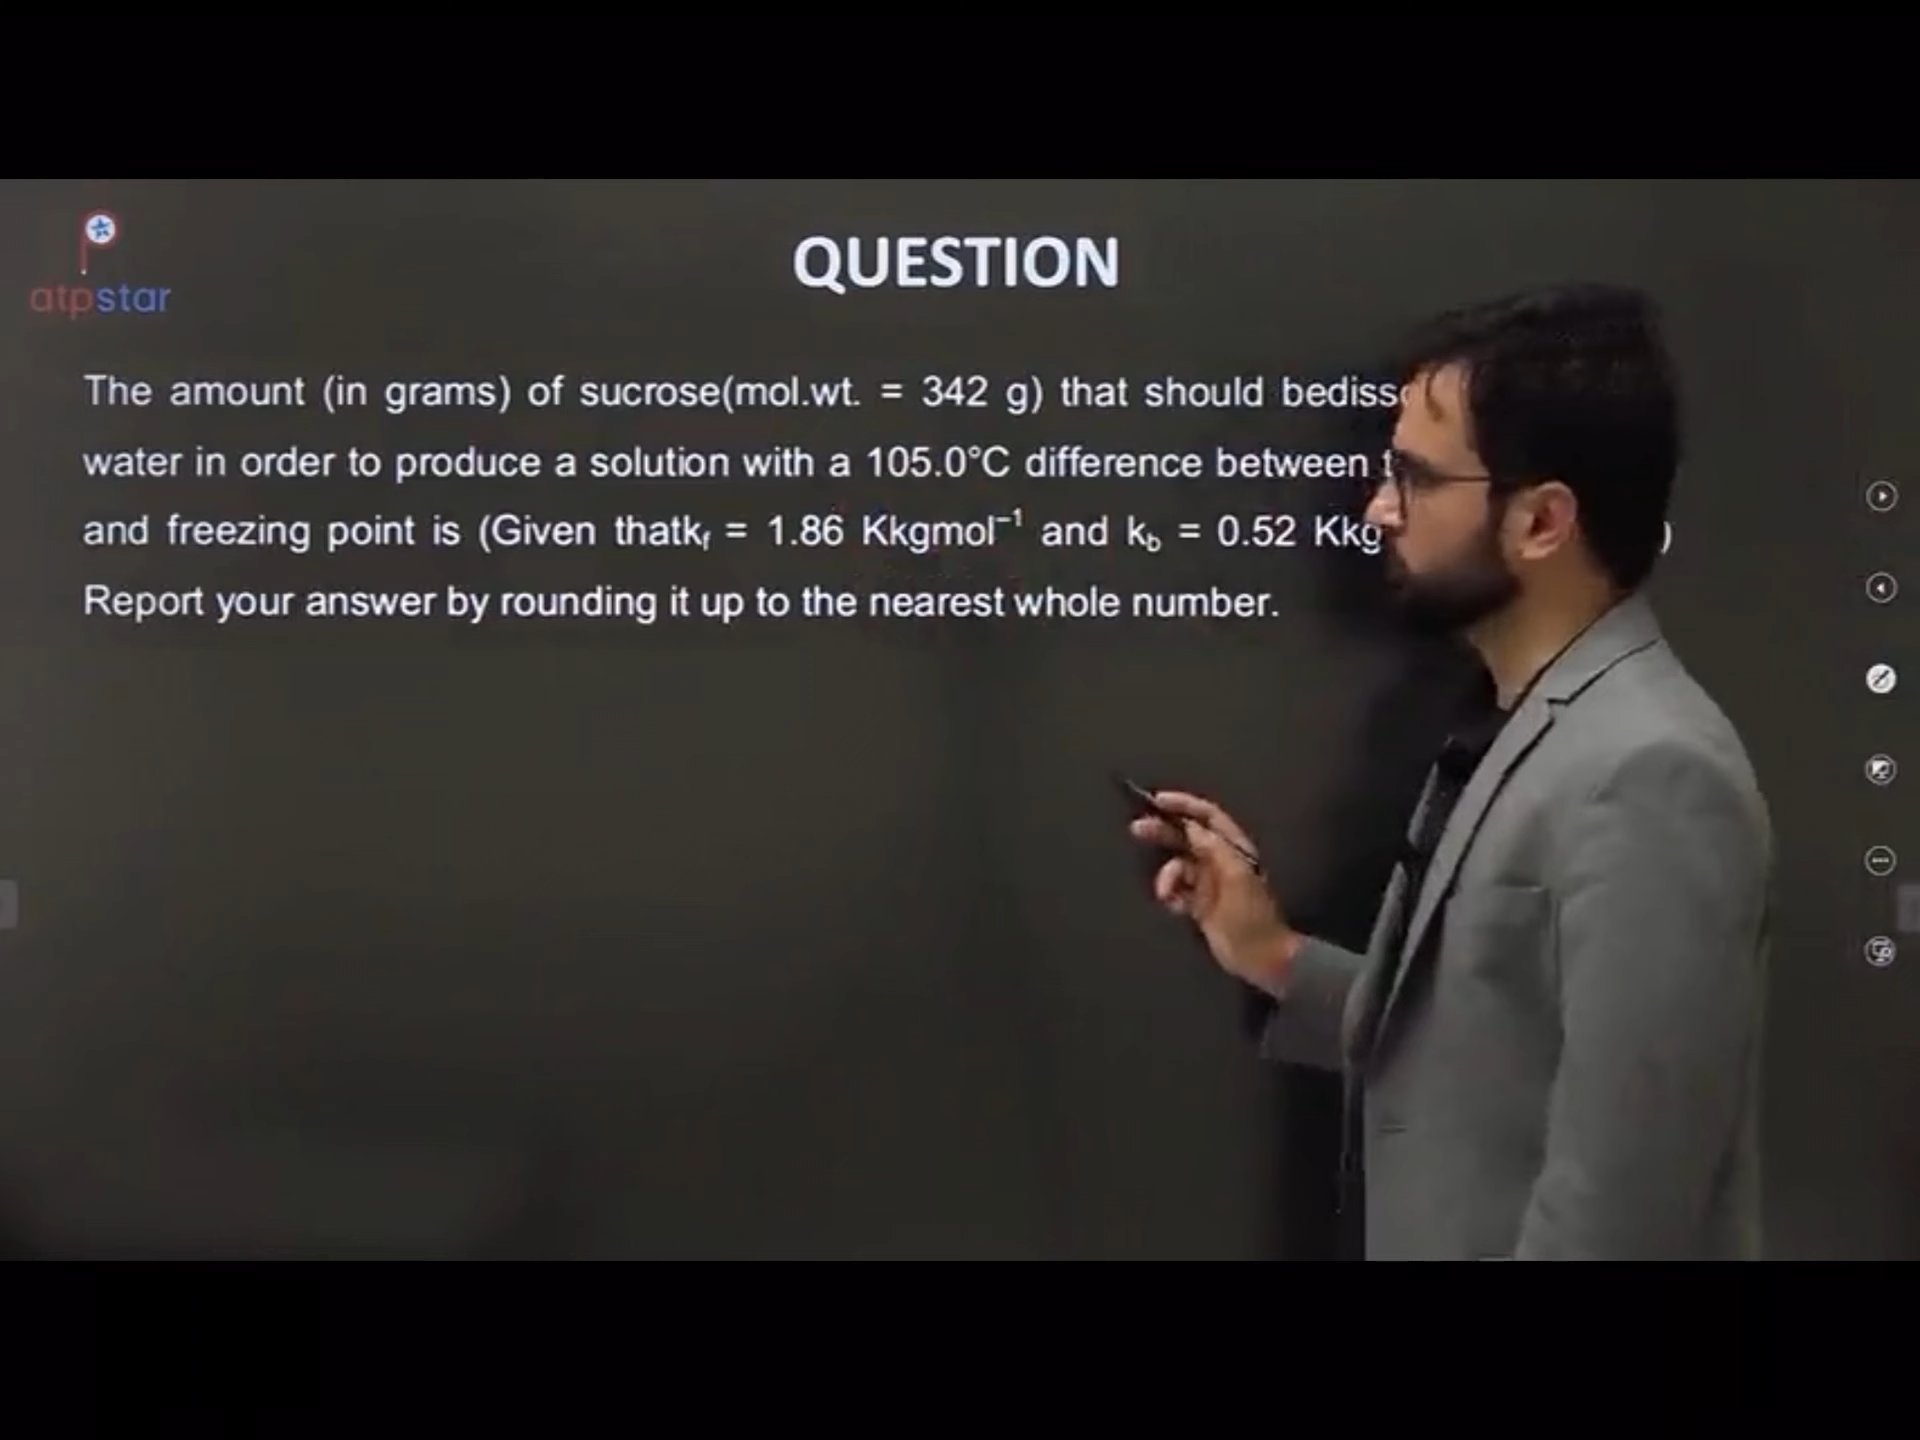 atpstar
QUESTION
The amount (in grams) of sucrose(mol.wt. = 342 g) that should
water in order to produce a solution with a 105.0°C difference between
and freezing point is (Given thatkf = 1.86 Kkgmol⁻¹ and kb = 0.52 )
Report your answer by rounding it up to the nearest whole number.